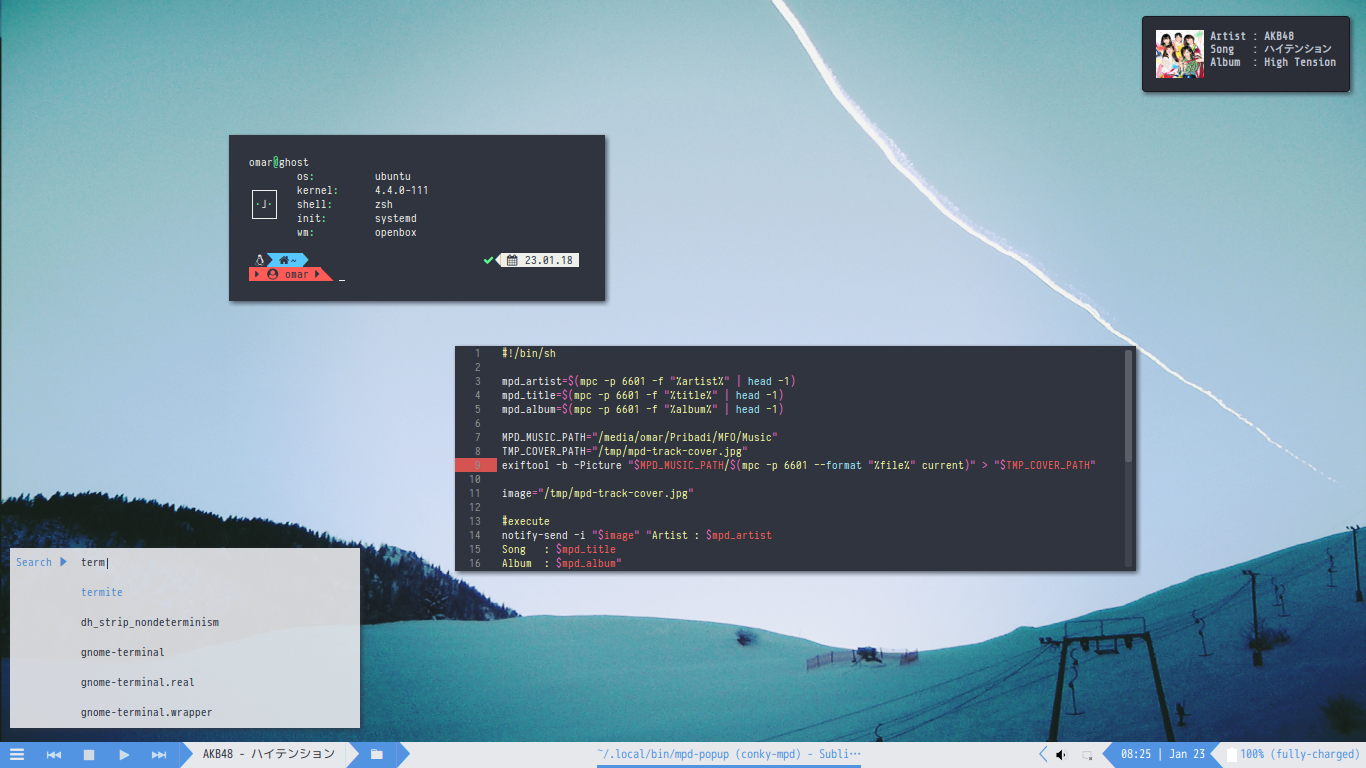 Artist : AKB48
Song   : ハイテンション
Album  : High Tension
omar@ghost
os: ubuntu
kernel: 4.4.0-111
shell: zsh
init: systemd
wm: openbox
~ 23.01.18
omar _
1 #!/bin/sh
2
3 mpd_artist=$(mpc -p 6601 -f "%artist%" | head -1)
4 mpd_title=$(mpc -p 6601 -f "%title%" | head -1)
5 mpd_album=$(mpc -p 6601 -f "%album%" | head -1)
6
7 MPD_MUSIC_PATH="/media/omar/Pribadi/MFO/Music"
8 TMP_COVER_PATH="/tmp/mpd-track-cover.jpg"
9 exiftool -b -Picture "$MPD_MUSIC_PATH/$(mpc -p 6601 --format "%file%" current)" > "$TMP_COVER_PATH"
10
11 image="/tmp/mpd-track-cover.jpg"
12
13 #execute
14 notify-send -i "$image" "Artist : $mpd_artist
15 Song   : $mpd_title
16 Album  : $mpd_album"
Search term
termite
dh_strip_nondeterminism
gnome-terminal
gnome-terminal.real
gnome-terminal.wrapper
AKB48 - ハイテンション ~/.local/bin/mpd-popup (conky-mpd) - Subli⋯ 08:25 | Jan 23 100% (fully-charged)